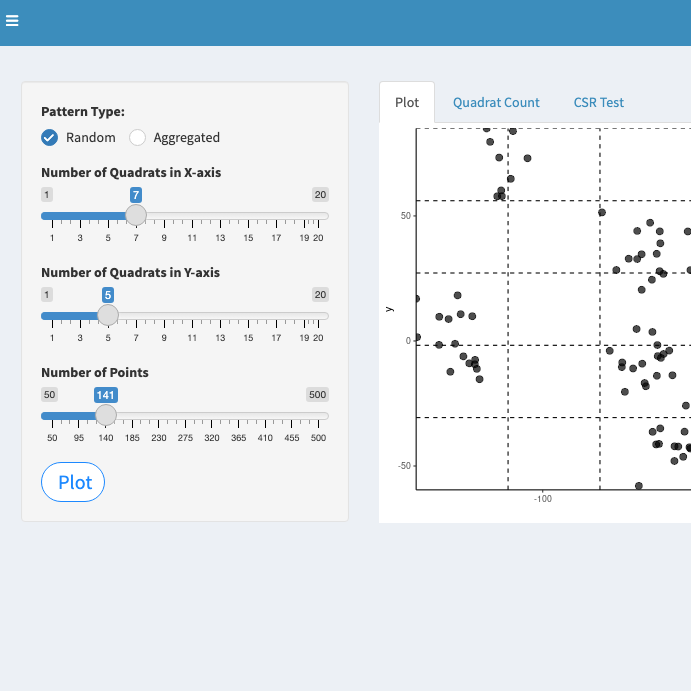 Pattern Type:
Random Aggregated
Number of Quadrats in X-axis
1 7 20
1 3 5 7 9 11 13 15 17 19 20
Number of Quadrats in Y-axis
1 5 20
1 3 5 7 9 11 13 15 17 19 20
Number of Points
50 141 500
50 95 140 185 230 275 320 365 410 455 500
Plot
Plot Quadrat Count CSR Test
50
y
0
-50
-100